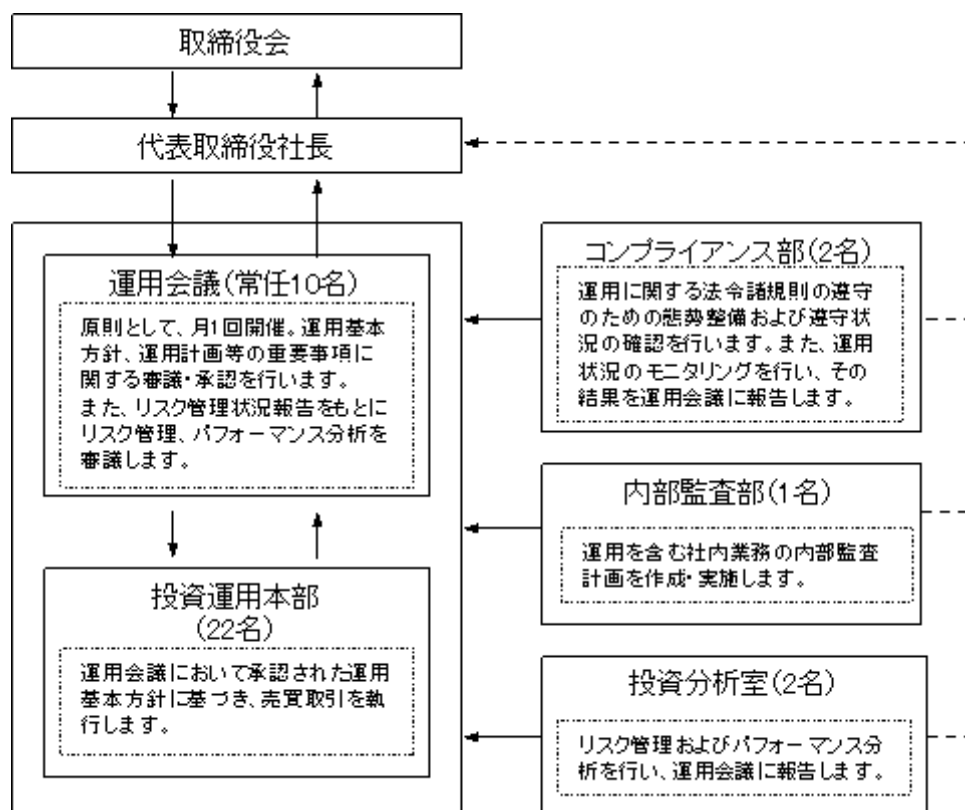 取締役会
代表取締役社長
運用会議(常任10名)
原則として、月1回開催。運用基本
方針、運用計画等の重要事項に
関する審議・承認を行います。
また、リスク管理状況報告をもとに
リスク管理、パフォーマンス分析を
審議します。
投資運用本部
(22名)
運用会議において承認された運用
基本方針に基づき、売買取引を執
行します。
コンプライアンス部(2名)
運用に関する法令諸規則の遵守
のための態勢整備および遵守状
況の確認を行います。また、運用
状況のモニタリングを行い、その
結果を運用会議に報告します。
内部監査部(1名)
運用を含む社内業務の内部監査
計画を作成・実施します。
投資分析室(2名)
リスク管理およびパフォーマンス分
析を行い、運用会議に報告します。